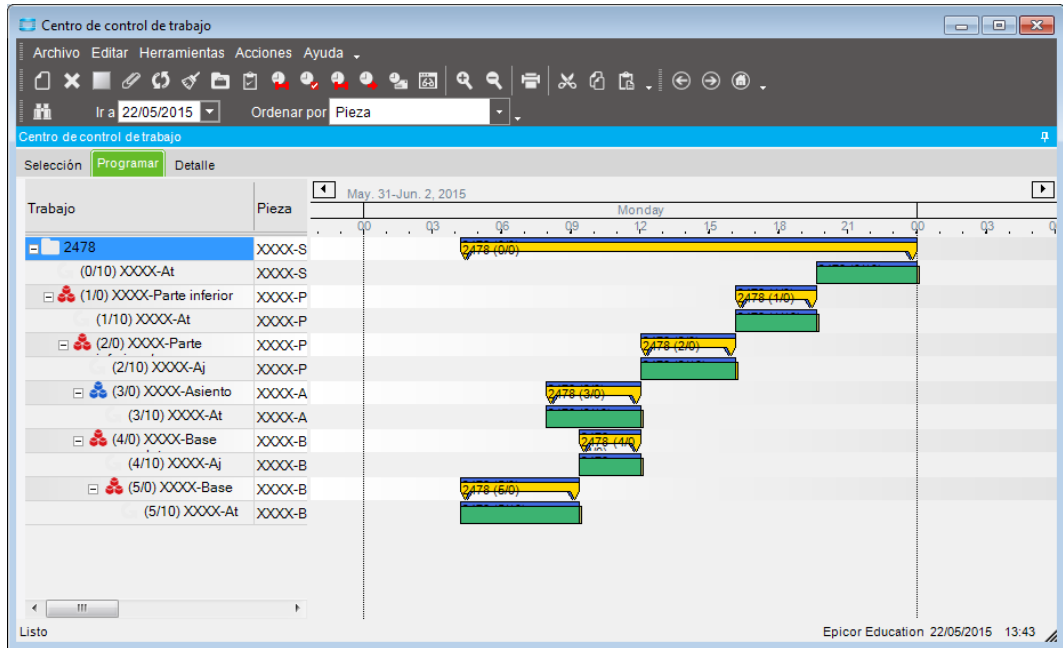 Centro de control de trabajo
Archivo Editar Herramientas Acciones Ayuda
Ir a 22/05/2015 Ordenar por Pieza
Centro de control de trabajo
Selección Programar Detalle
May. 31-Jun. 2, 2015
Trabajo Pieza Monday
00 03 06 09 12 15 18 21 00 03 0
2478 XXXX-S 2478 (0/0)
(0/10) XXXX-At XXXX-S
(1/0) XXXX-Parte inferior XXXX-P 2478 (1/0)
(1/10) XXXX-At XXXX-P
(2/0) XXXX-Parte XXXX-P 2478 (2/0)
(2/10) XXXX-Aj XXXX-P
(3/0) XXXX-Asiento XXXX-A 2478 (3/0)
(3/10) XXXX-At XXXX-A
(4/0) XXXX-Base XXXX-B 2478 (4/0
(4/10) XXXX-Aj XXXX-B
(5/0) XXXX-Base XXXX-B 2478 (5/0)
(5/10) XXXX-At XXXX-B
Listo Epicor Education 22/05/2015 13:43